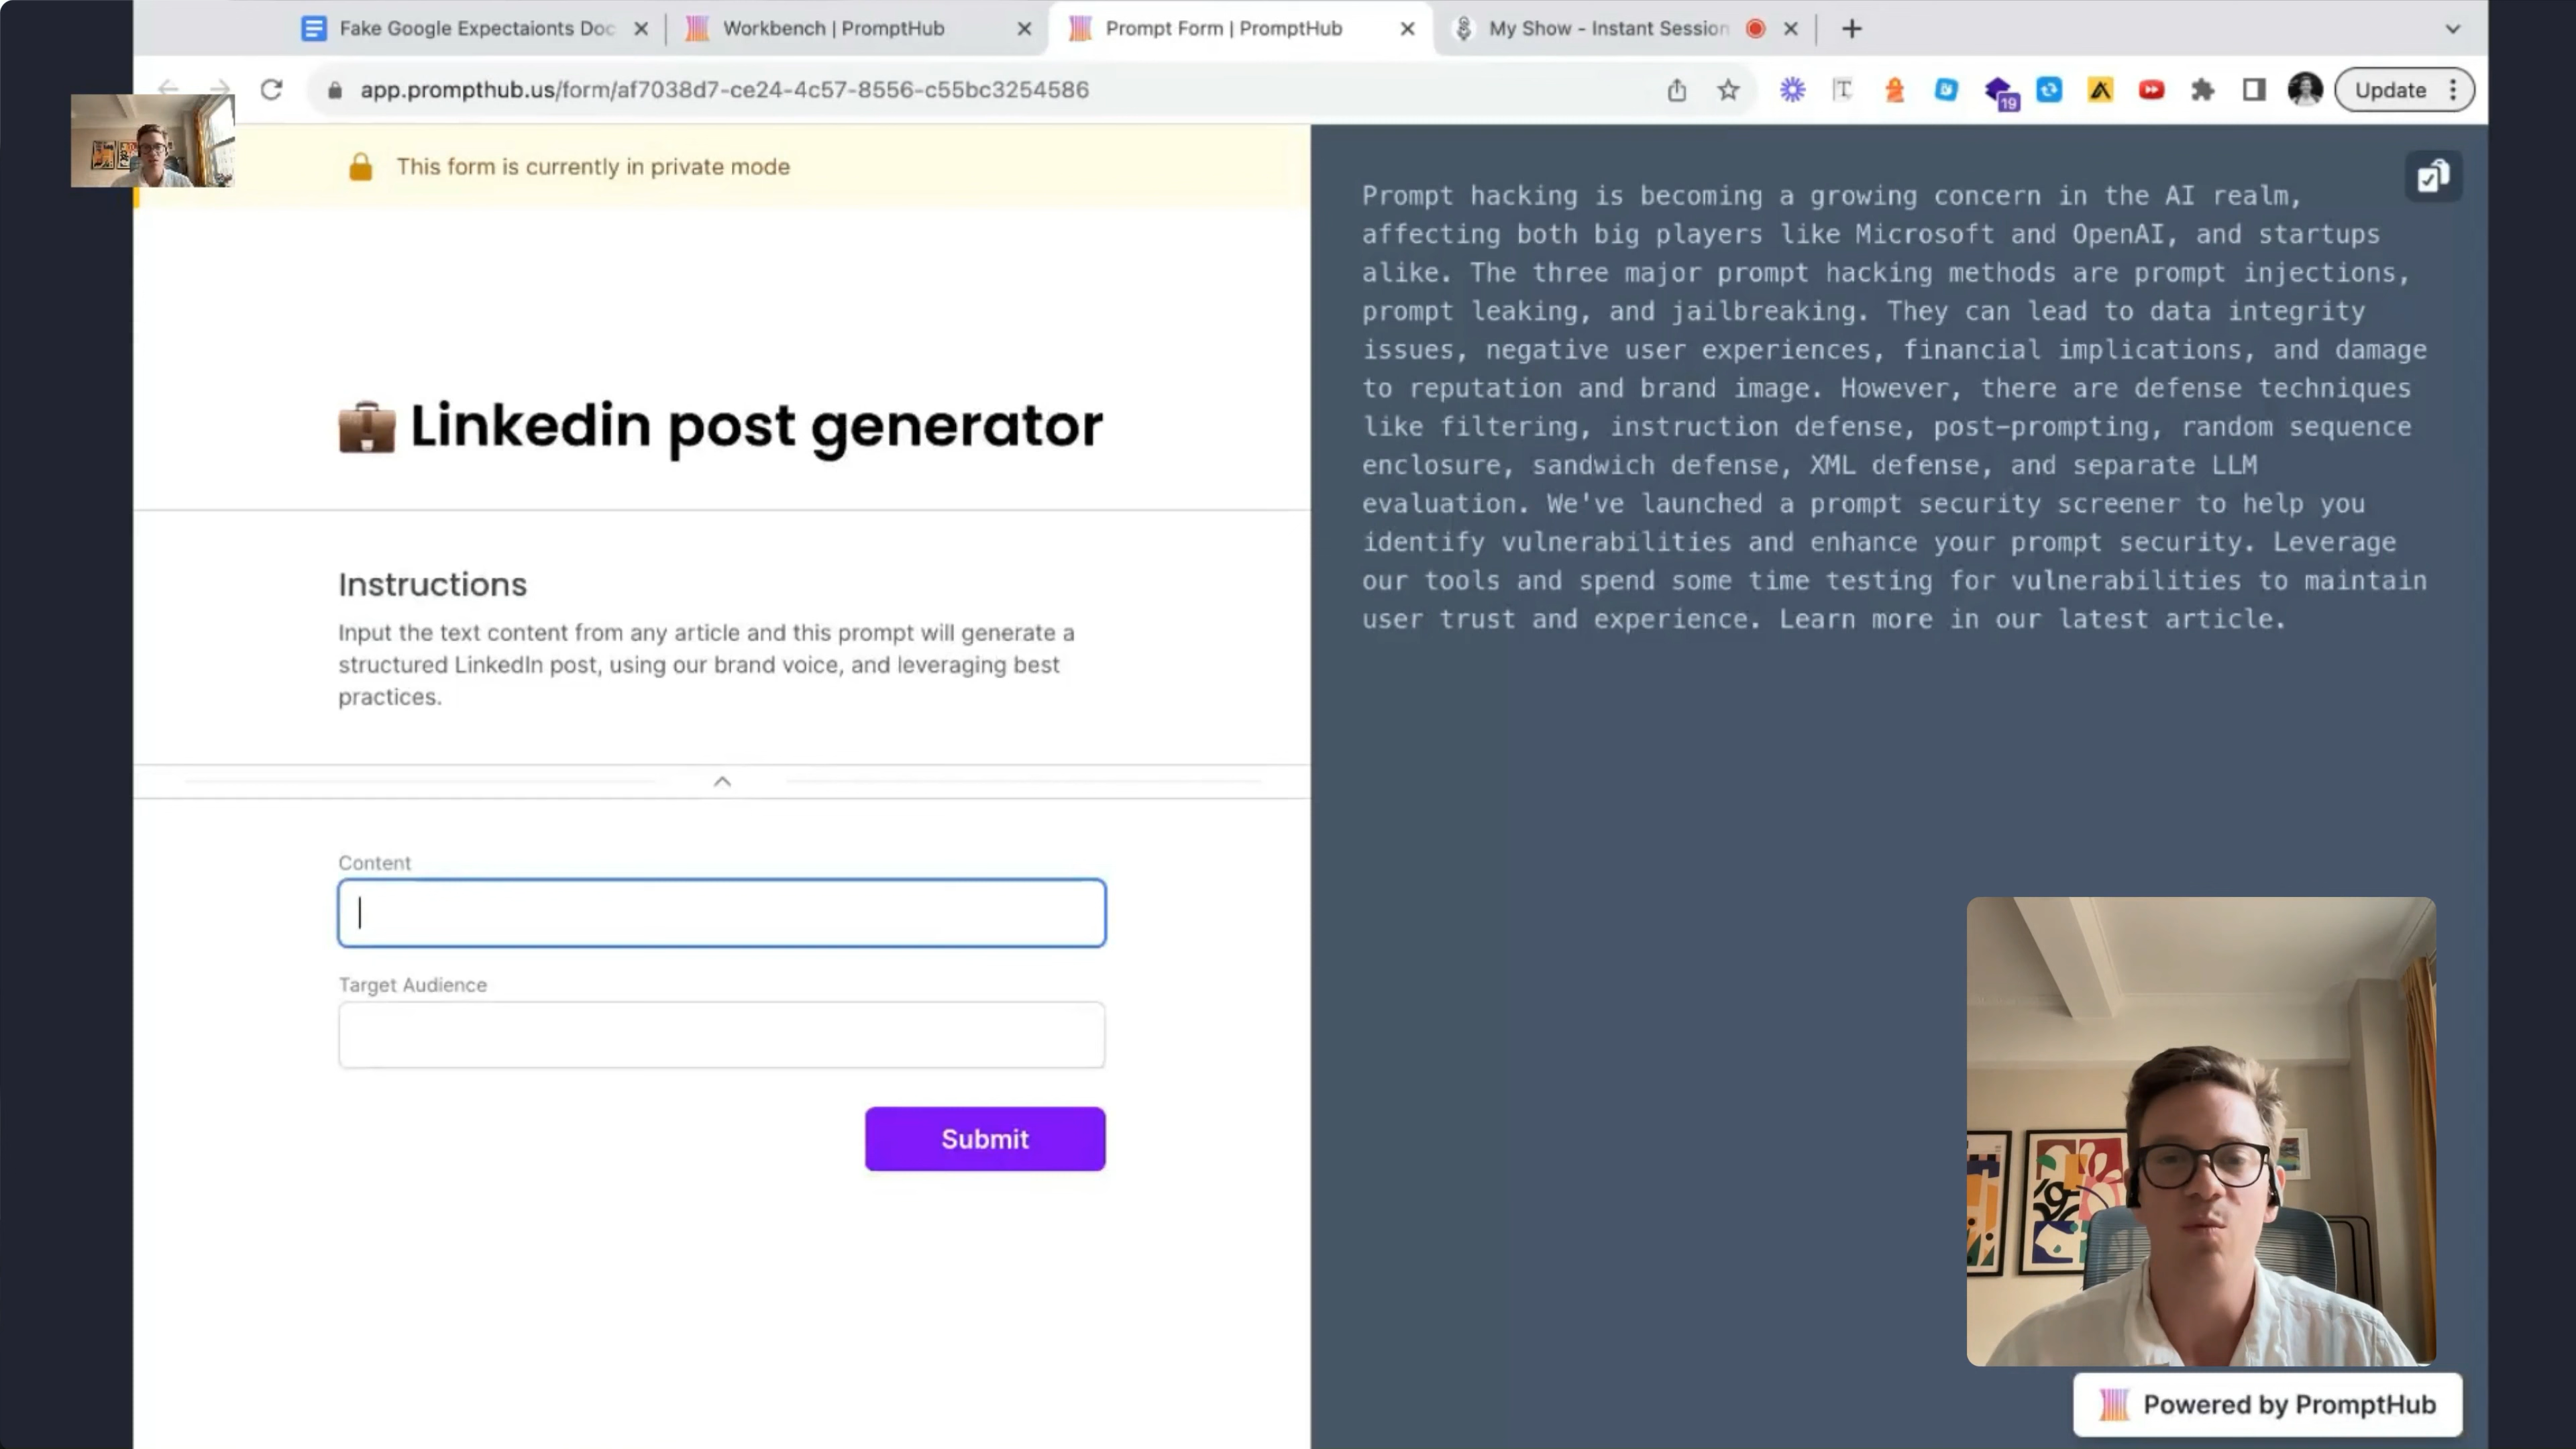 Fake Google Expectaionts Doc
Workbench | PromptHub
Prompt Form | PromptHub
My Show - Instant Session
app.prompthub.us/form/af7038d7-ce24-4c57-8556-c55bc3254586
19
Update
This form is currently in private mode
Linkedin post generator
Instructions
Input the text content from any article and this prompt will generate a
structured LinkedIn post, using our brand voice, and leveraging best
practices.
Content
Target Audience
Submit
Prompt hacking is becoming a growing concern in the AI realm,
affecting both big players like Microsoft and OpenAI, and startups
alike. The three major prompt hacking methods are prompt injections,
prompt leaking, and jailbreaking. They can lead to data integrity
issues, negative user experiences, financial implications, and damage
to reputation and brand image. However, there are defense techniques
like filtering, instruction defense, post-prompting, random sequence
enclosure, sandwich defense, XML defense, and separate LLM
evaluation. We've launched a prompt security screener to help you
identify vulnerabilities and enhance your prompt security. Leverage
our tools and spend some time testing for vulnerabilities to maintain
user trust and experience. Learn more in our latest article.
Powered by PromptHub